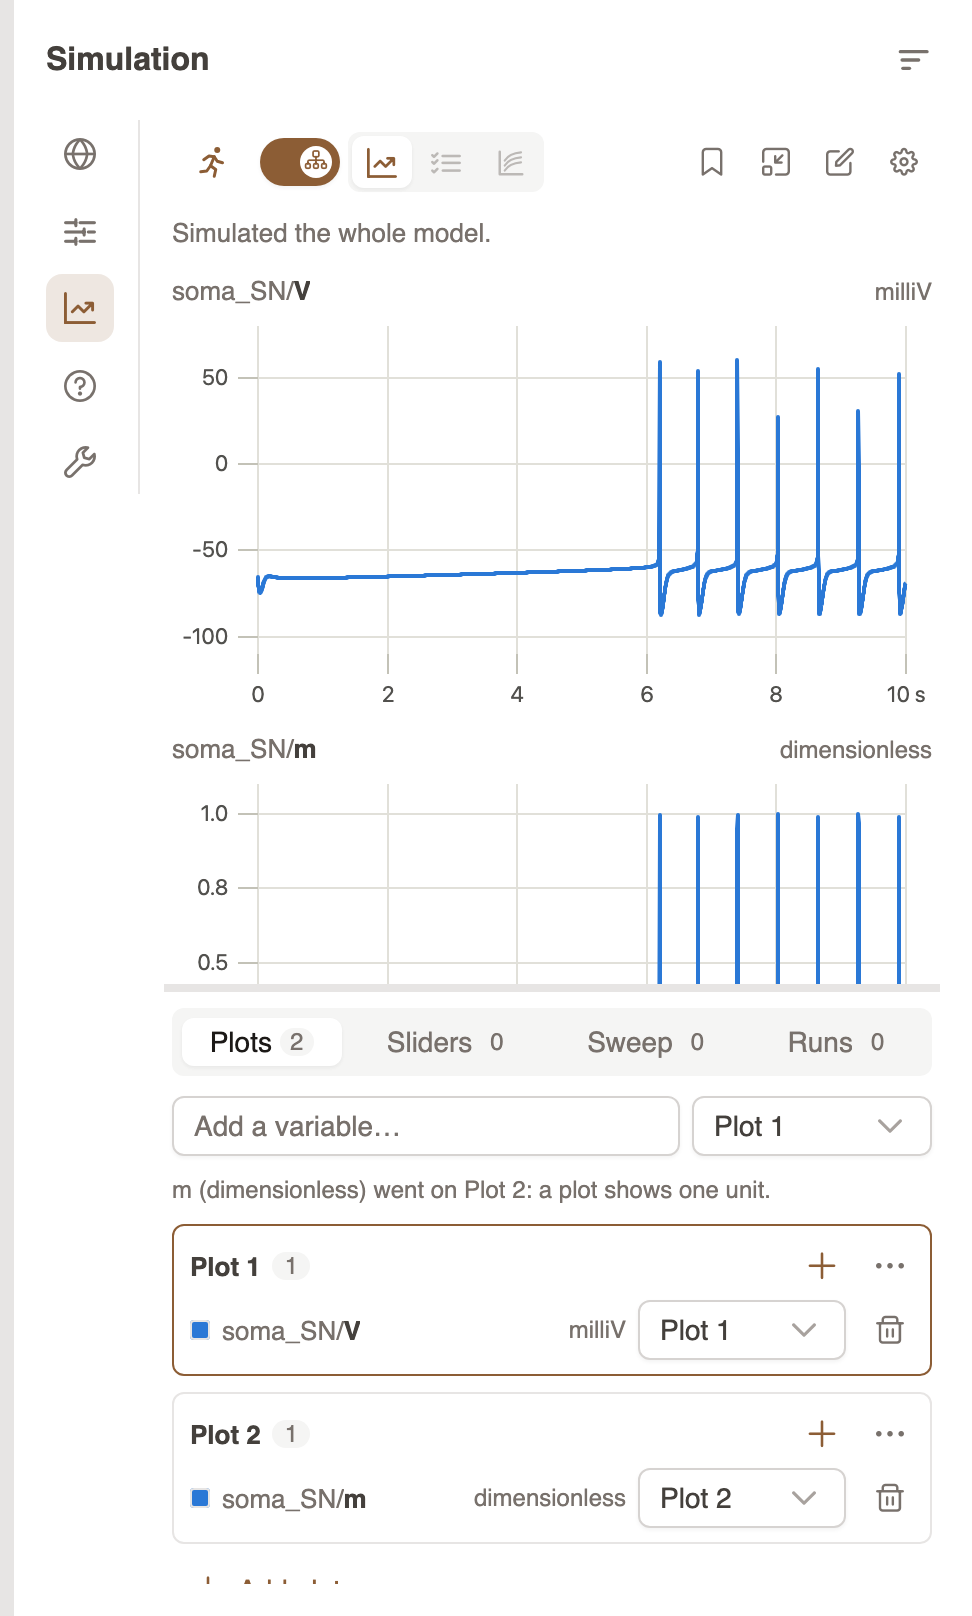 Simulation
Simulated the whole model.
soma_SN/V milliV
50
0
-50
-100
0 2 4 6 8 10 s
soma_SN/m dimensionless
1.0
0.8
0.5
Plots 2 Sliders 0 Sweep 0 Runs 0
Add a variable… Plot 1
m (dimensionless) went on Plot 2: a plot shows one unit.
Plot 1 1
soma_SN/V milliV Plot 1
Plot 2 1
soma_SN/m dimensionless Plot 2